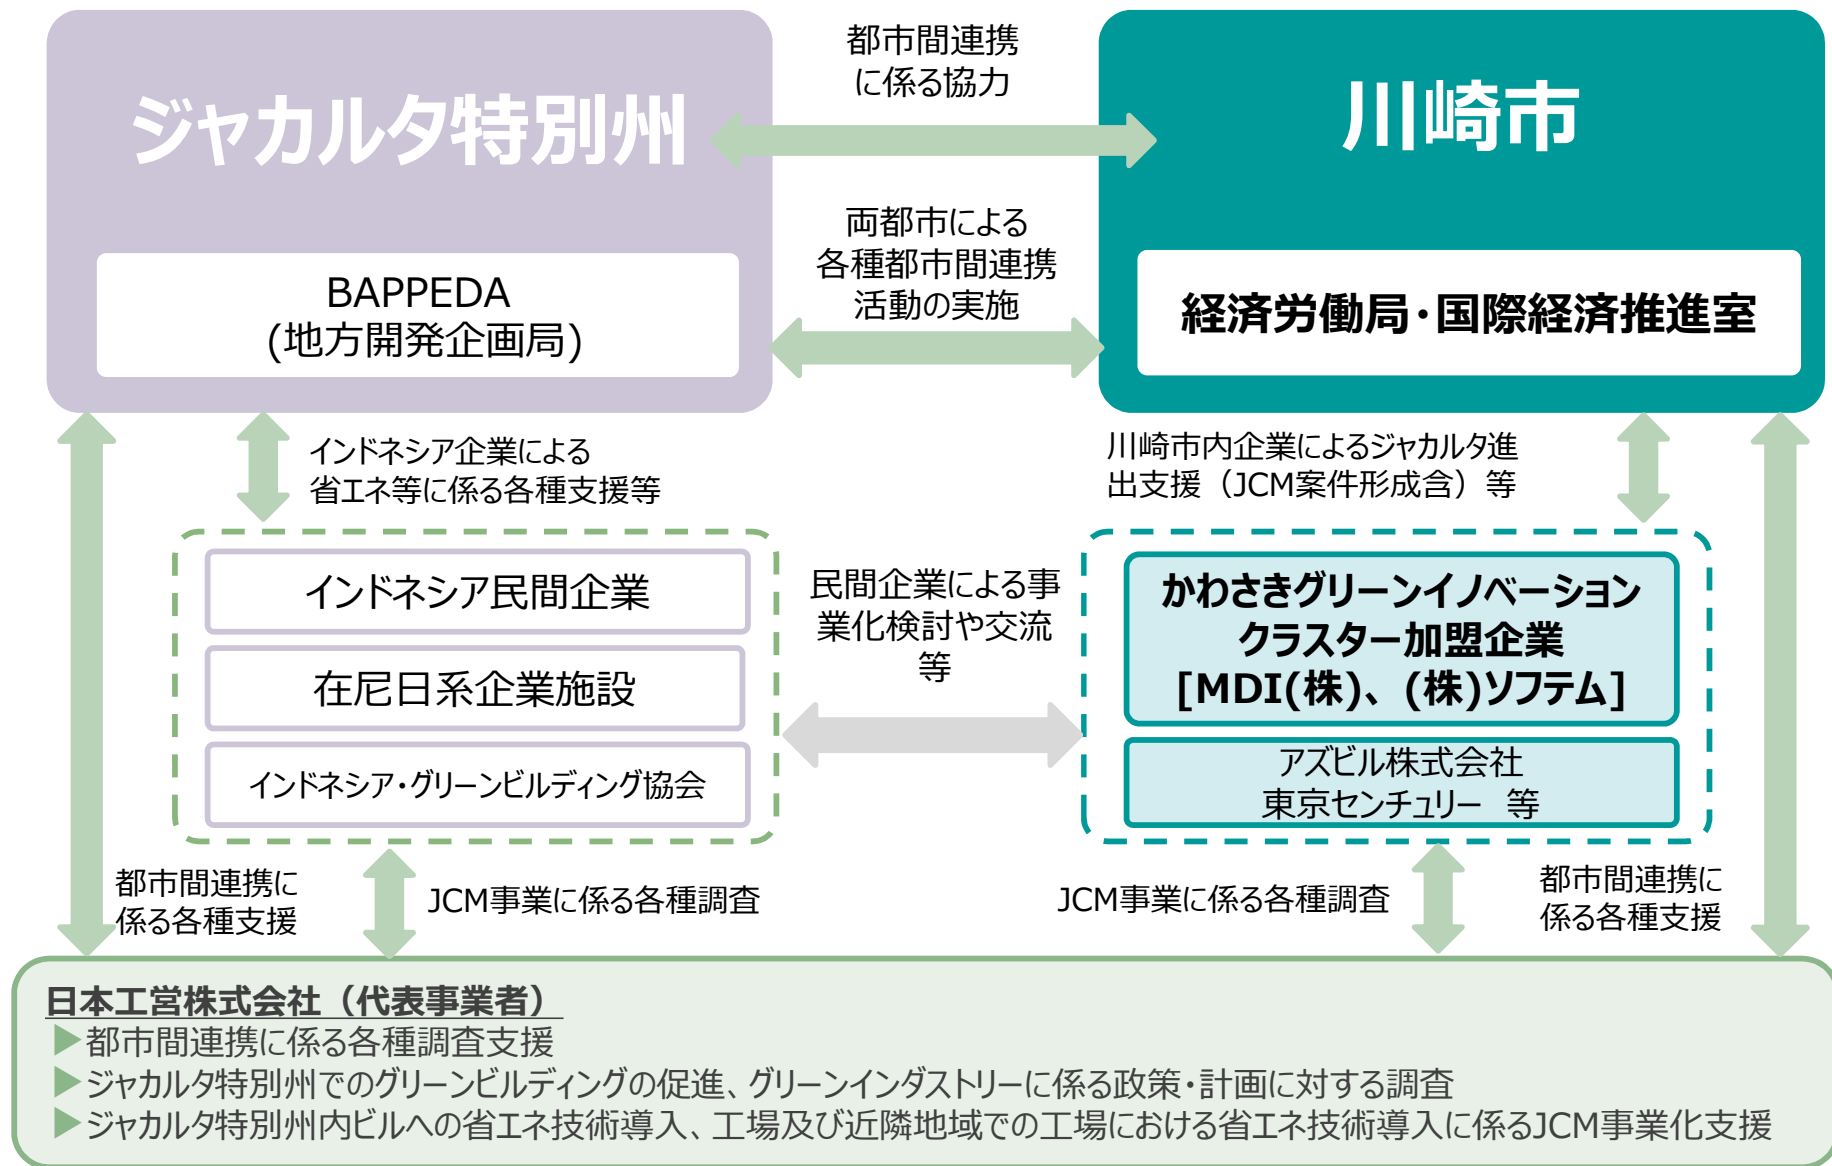 ジャカルタ特別州
BAPPEDA
(地方開発企画局)
都市間連携
に係る協力
両都市による
各種都市間連携
活動の実施
川崎市
経済労働局・国際経済推進室
インドネシア企業による
省エネ等に係る各種支援等
川崎市内企業によるジャカルタ進
出支援（JCM案件形成含）等
インドネシア民間企業
在尼日系企業施設
インドネシア・グリーンビルディング協会
民間企業による事
業化検討や交流
等
かわさきグリーンイノベーション
クラスター加盟企業
[MDI(株)、(株)ソフテム]
アズビル株式会社
東京センチュリー 等
都市間連携に
係る各種支援
JCM事業に係る各種調査
JCM事業に係る各種調査
都市間連携に
係る各種支援
日本工営株式会社（代表事業者）
▶都市間連携に係る各種調査支援
▶ジャカルタ特別州でのグリーンビルディングの促進、グリーンインダストリーに係る政策・計画に対する調査
▶ジャカルタ特別州内ビルへの省エネ技術導入、工場及び近隣地域での工場における省エネ技術導入に係るJCM事業化支援